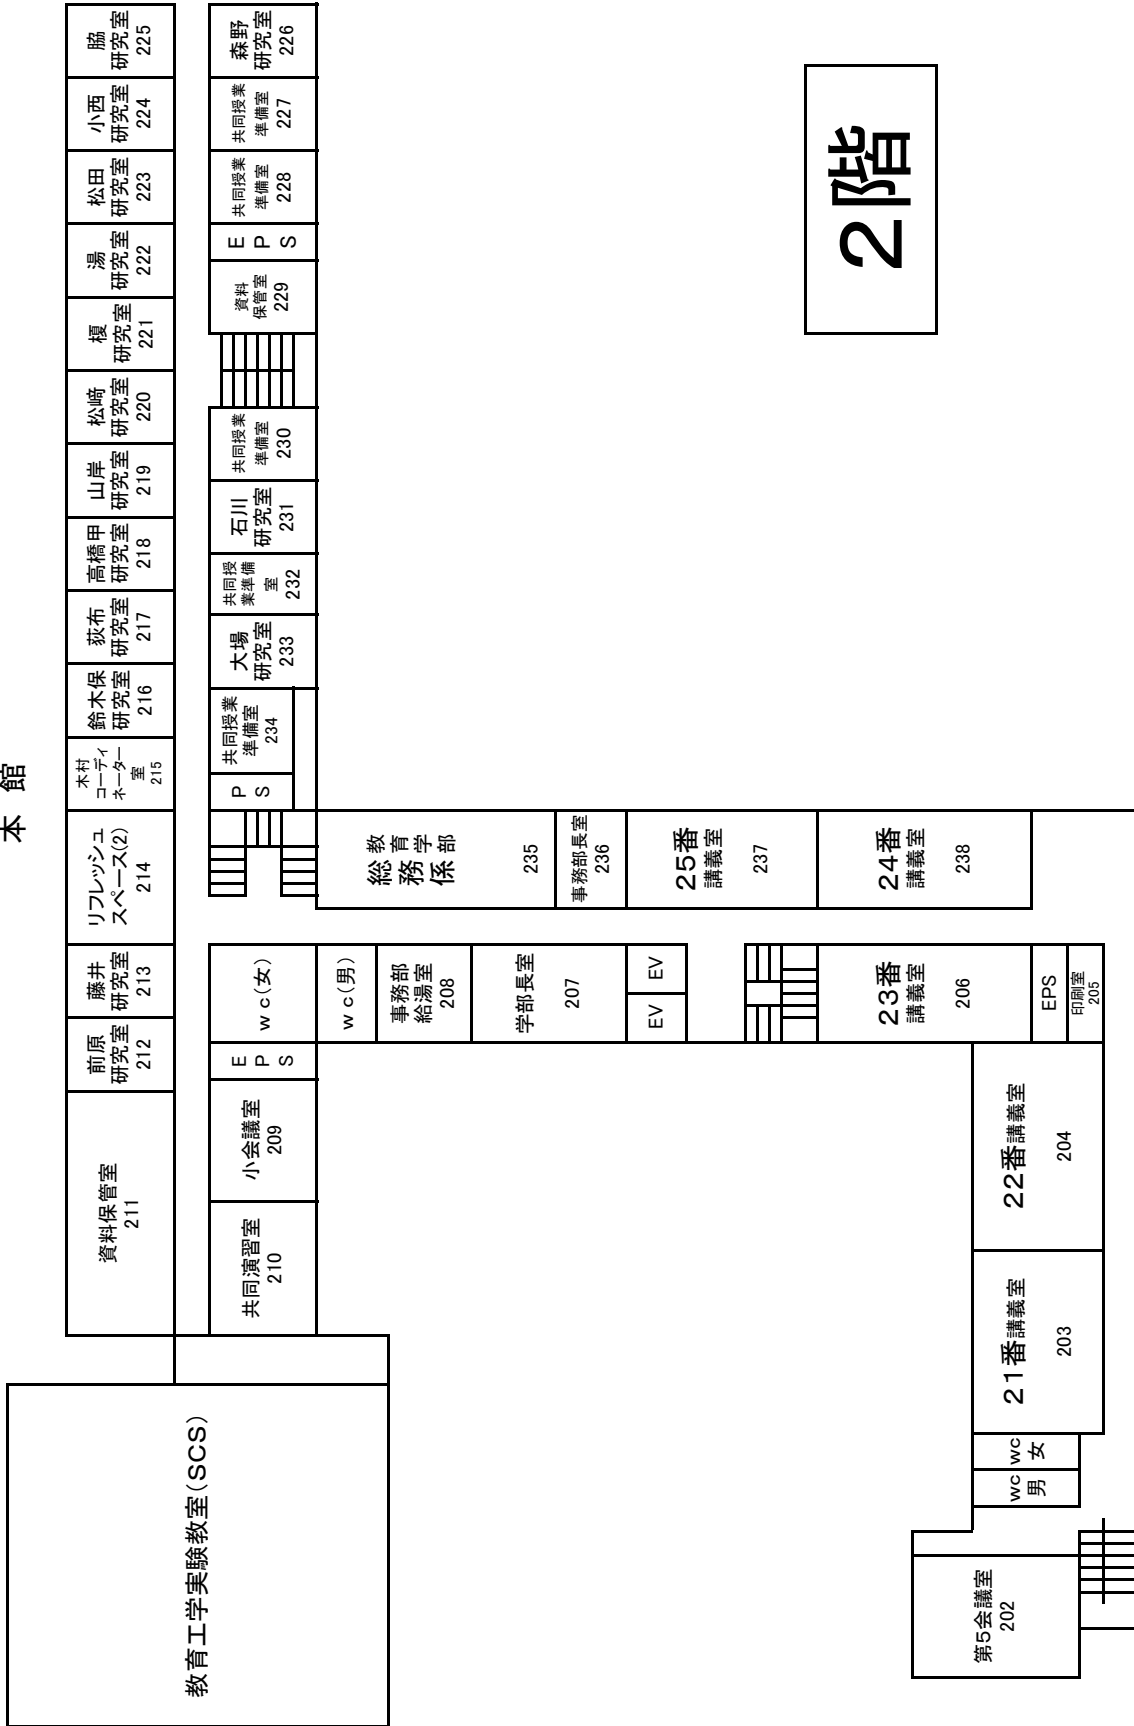 本 館
2階
脇
研究室
225
小西
研究室
224
松田
研究室
223
湯
研究室
222
榎
研究室
221
松﨑
研究室
220
山岸
研究室
219
高橋甲
研究室
218
荻布
研究室
217
鈴木保
研究室
216
木村
コーディ
ネーター
室
215
リフレッシュ
スペース(2)
214
藤井
研究室
213
前原
研究室
212
資料保管室
211
森野
研究室
226
共同授業
準備室
227
共同授業
準備室
228
EPS
資料
保管室
229
共同授業
準備室
230
石川
研究室
231
共同授
業準備
室
232
大場
研究室
233
共同授業
準備室
234
PS
wc(女)
EPS
小会議室
209
共同演習室
210
教育学部
総務係
235
事務部長室
236
25番
講義室
237
24番
講義室
238
wc(男)
事務部
給湯室
208
学部長室
207
EV
EV
23番
講義室
206
EPS
印刷室
205
22番講義室
204
21番講義室
203
wc
女
wc
男
第5会議室
202
教育工学実験教室(SCS)